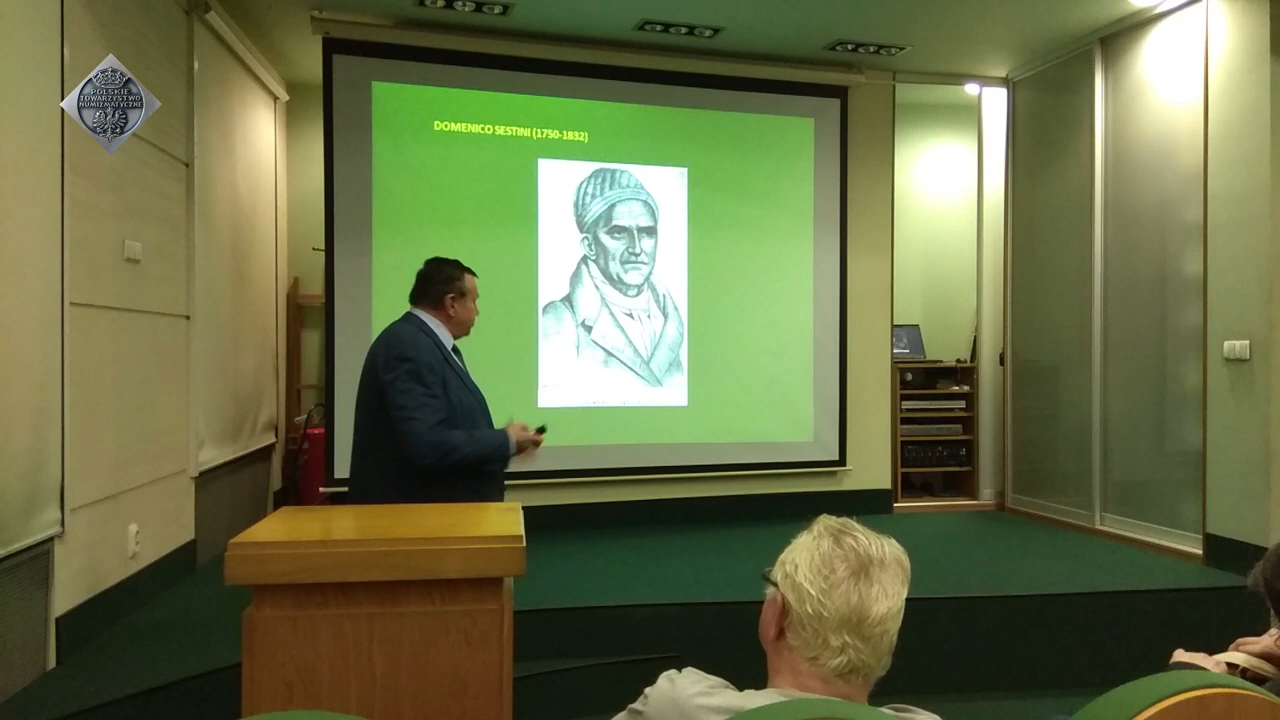 POLSKIE
TOWARZYSTWO
NUMIZMATYCZNE
DOMENICO SESTINI (1750-1832)